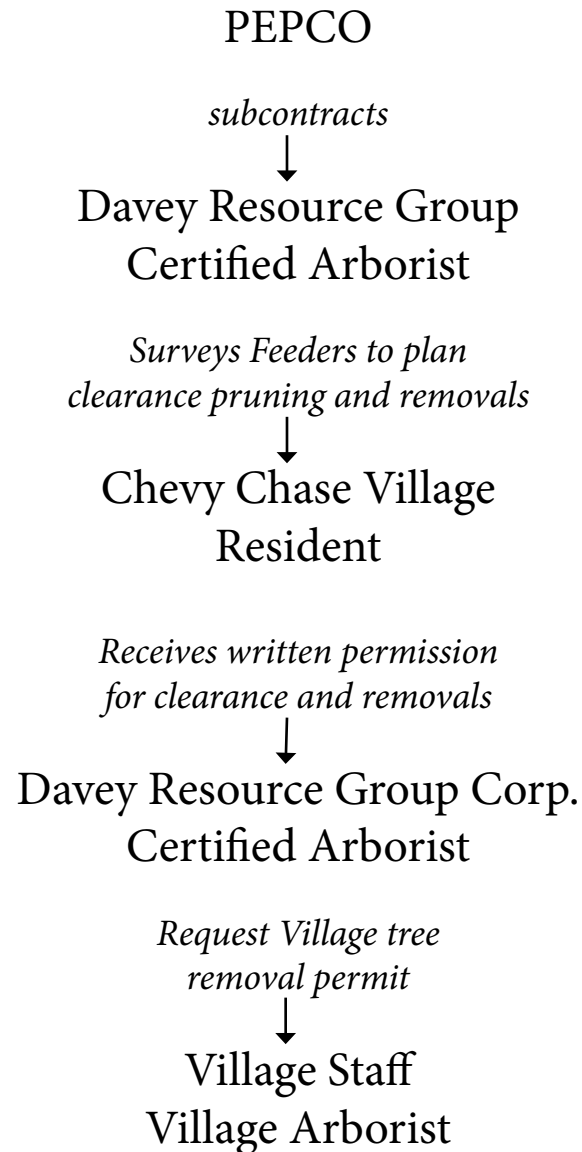 PEPCO
subcontracts
Davey Resource Group
Certified Arborist
Surveys Feeders to plan
clearance pruning and removals
Chevy Chase Village
Resident
Receives written permission
for clearance and removals
Davey Resource Group Corp.
Certified Arborist
Request Village tree
removal permit
Village Staff
Village Arborist